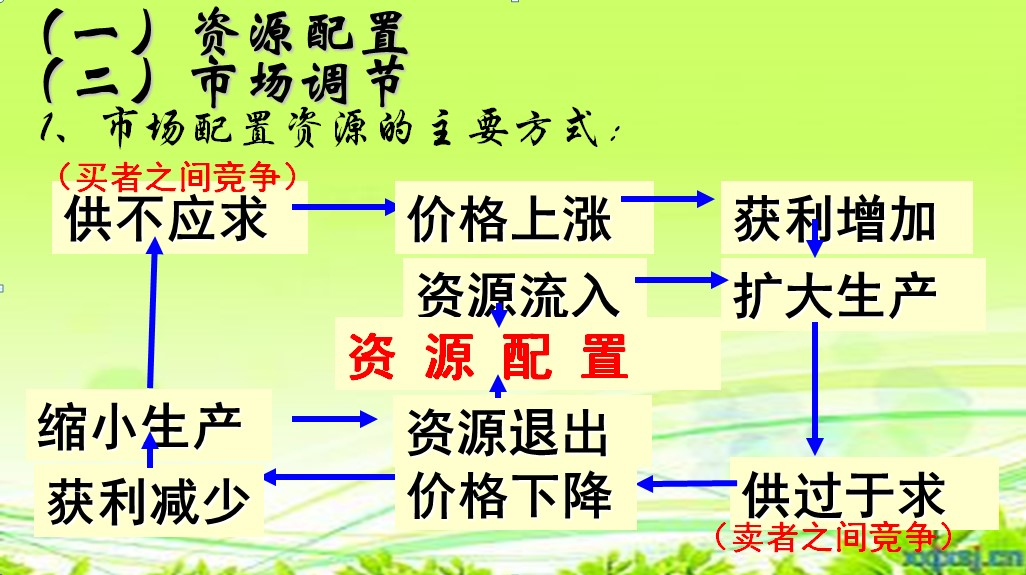 （一）资源配置
（二）市场调节
1、市场配置资源的主要方式：
（买者之间竞争）
供不应求 价格上涨 获利增加
资源流入 扩大生产
资源配置
缩小生产 资源退出
获利减少 价格下降 供过于求
（卖者之间竞争）